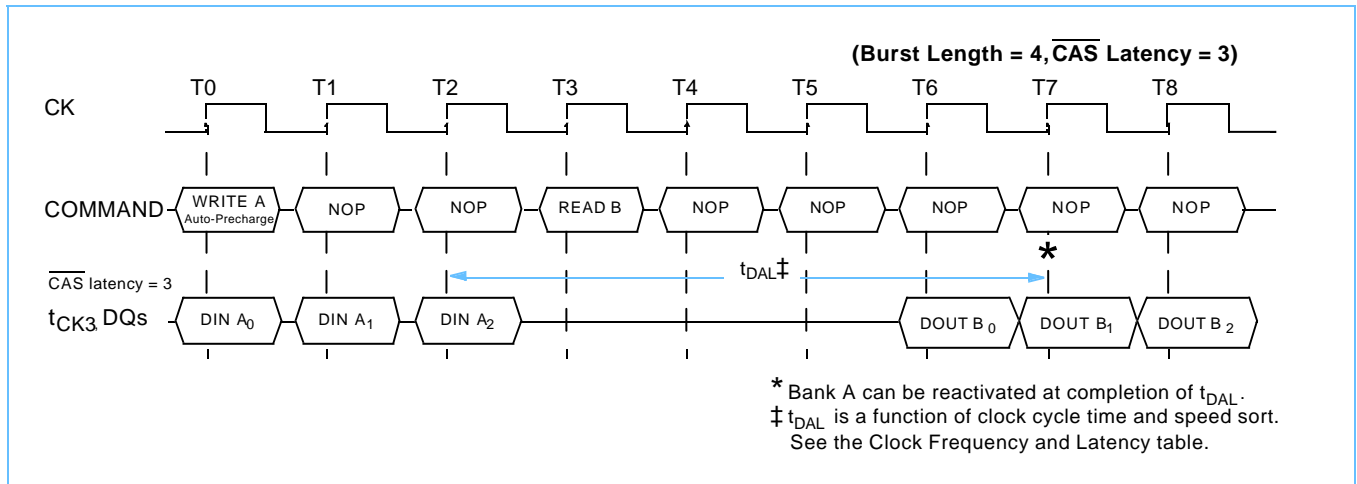 (Burst Length = 4, CAS Latency = 3)
T0 T1 T2 T3 T4 T5 T6 T7 T8
CK
COMMAND
WRITE A
Auto-Precharge
NOP NOP READ B NOP NOP NOP NOP NOP
*
tDAL‡
CAS latency = 3
tCK3, DQs
DIN A0 DIN A1 DIN A2 DOUT B0 DOUT B1 DOUT B2
* Bank A can be reactivated at completion of tDAL.
‡ tDAL is a function of clock cycle time and speed sort.
See the Clock Frequency and Latency table.